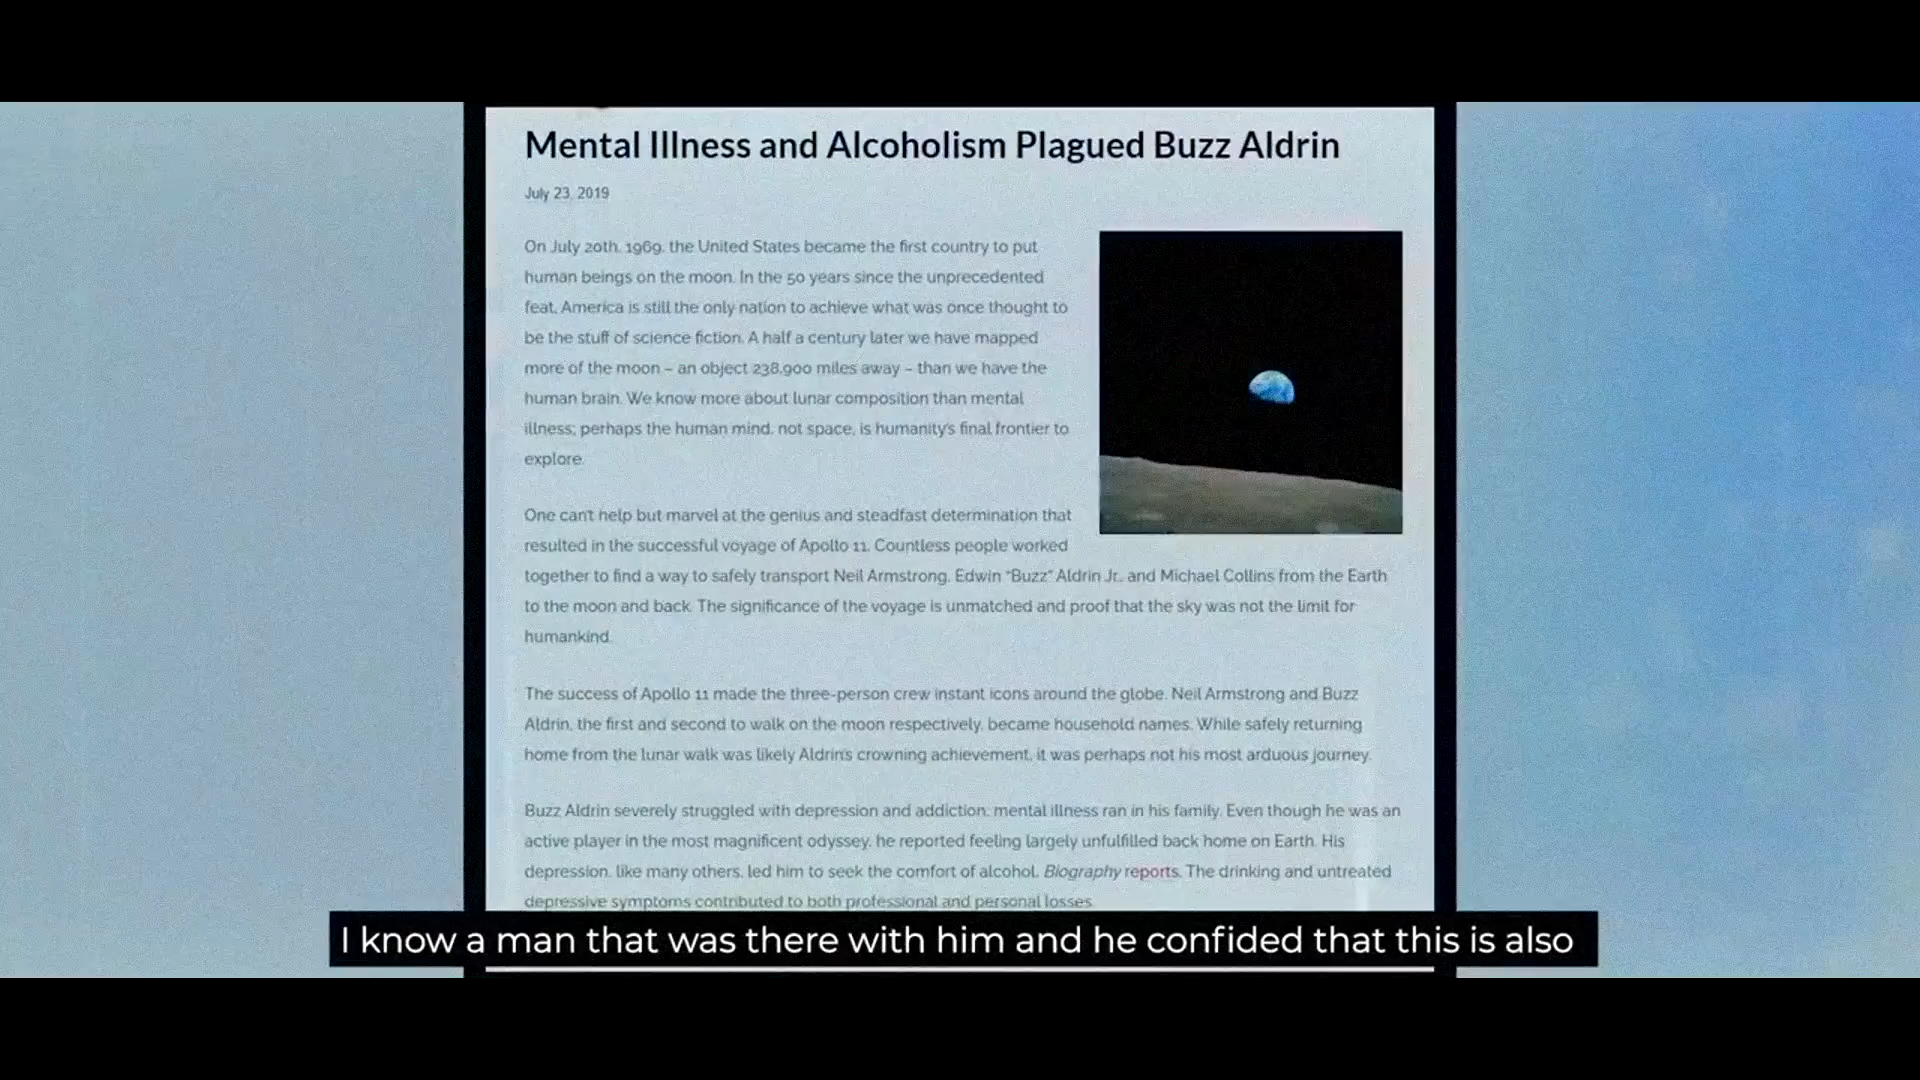 Mental Illness and Alcoholism Plagued Buzz Aldrin
July 23, 2019
On July 20th, 1969, the United States became the first country to put
human beings on the moon. In the 50 years since the unprecedented
feat, America is still the only nation to achieve what was once thought to
be the stuff of science fiction. A half a century later we have mapped
more of the moon – an object 238,900 miles away – than we have the
human brain. We know more about lunar composition than mental
illness; perhaps the human mind, not space, is humanity's final frontier to
explore.
One can't help but marvel at the genius and steadfast determination that
resulted in the successful voyage of Apollo 11. Countless people worked
together to find a way to safely transport Neil Armstrong, Edwin "Buzz" Aldrin Jr., and Michael Collins from the Earth
to the moon and back. The significance of the voyage is unmatched and proof that the sky was not the limit for
humankind.
The success of Apollo 11 made the three-person crew instant icons around the globe. Neil Armstrong and Buzz
Aldrin, the first and second to walk on the moon respectively, became household names. While safely returning
home from the lunar walk was likely Aldrin's crowning achievement, it was perhaps not his most arduous journey.
Buzz Aldrin severely struggled with depression and addiction; mental illness ran in his family. Even though he was an
active player in the most magnificent odyssey, he reported feeling largely unfulfilled back home on Earth. His
depression, like many others, led him to seek the comfort of alcohol, Biography reports. The drinking and untreated
depressive symptoms contributed to both professional and personal losses.
I know a man that was there with him and he confided that this is also